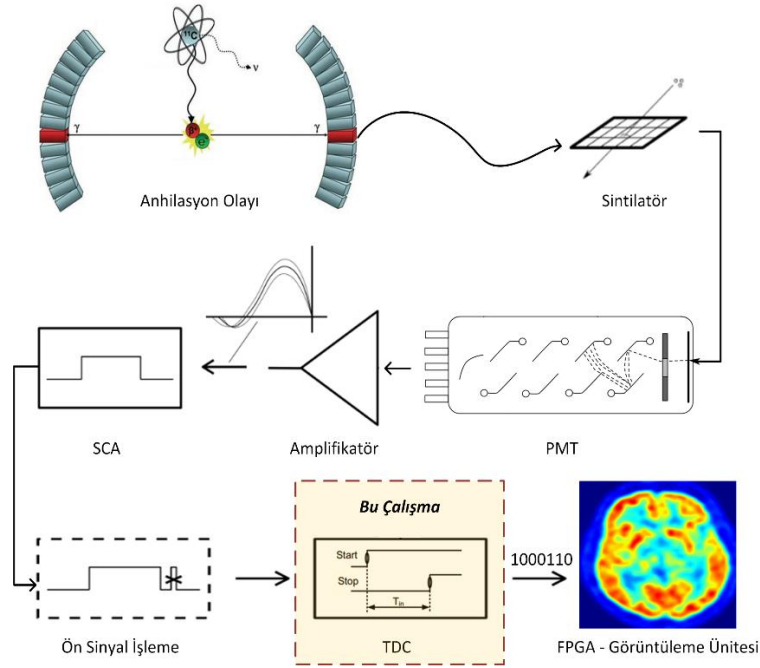 ¹¹C
ν
γ
γ
β⁺
e⁻
Anhilasyon Olayı
Sintilatör
SCA
Amplifikatör
PMT
Bu Çalışma
Start
Stop
T_in
1000110
Ön Sinyal İşleme
TDC
FPGA - Görüntüleme Ünitesi